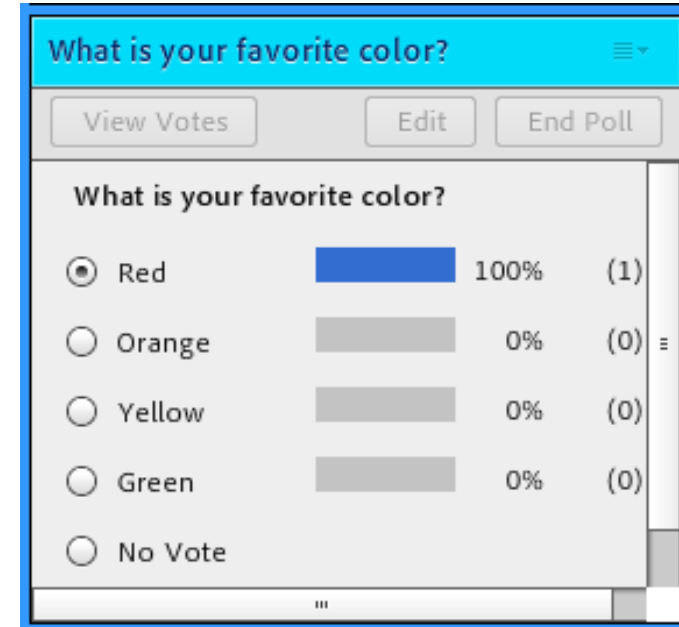 What is your favorite color?
View Votes Edit End Poll
What is your favorite color?
Red 100% (1)
Orange 0% (0)
Yellow 0% (0)
Green 0% (0)
No Vote